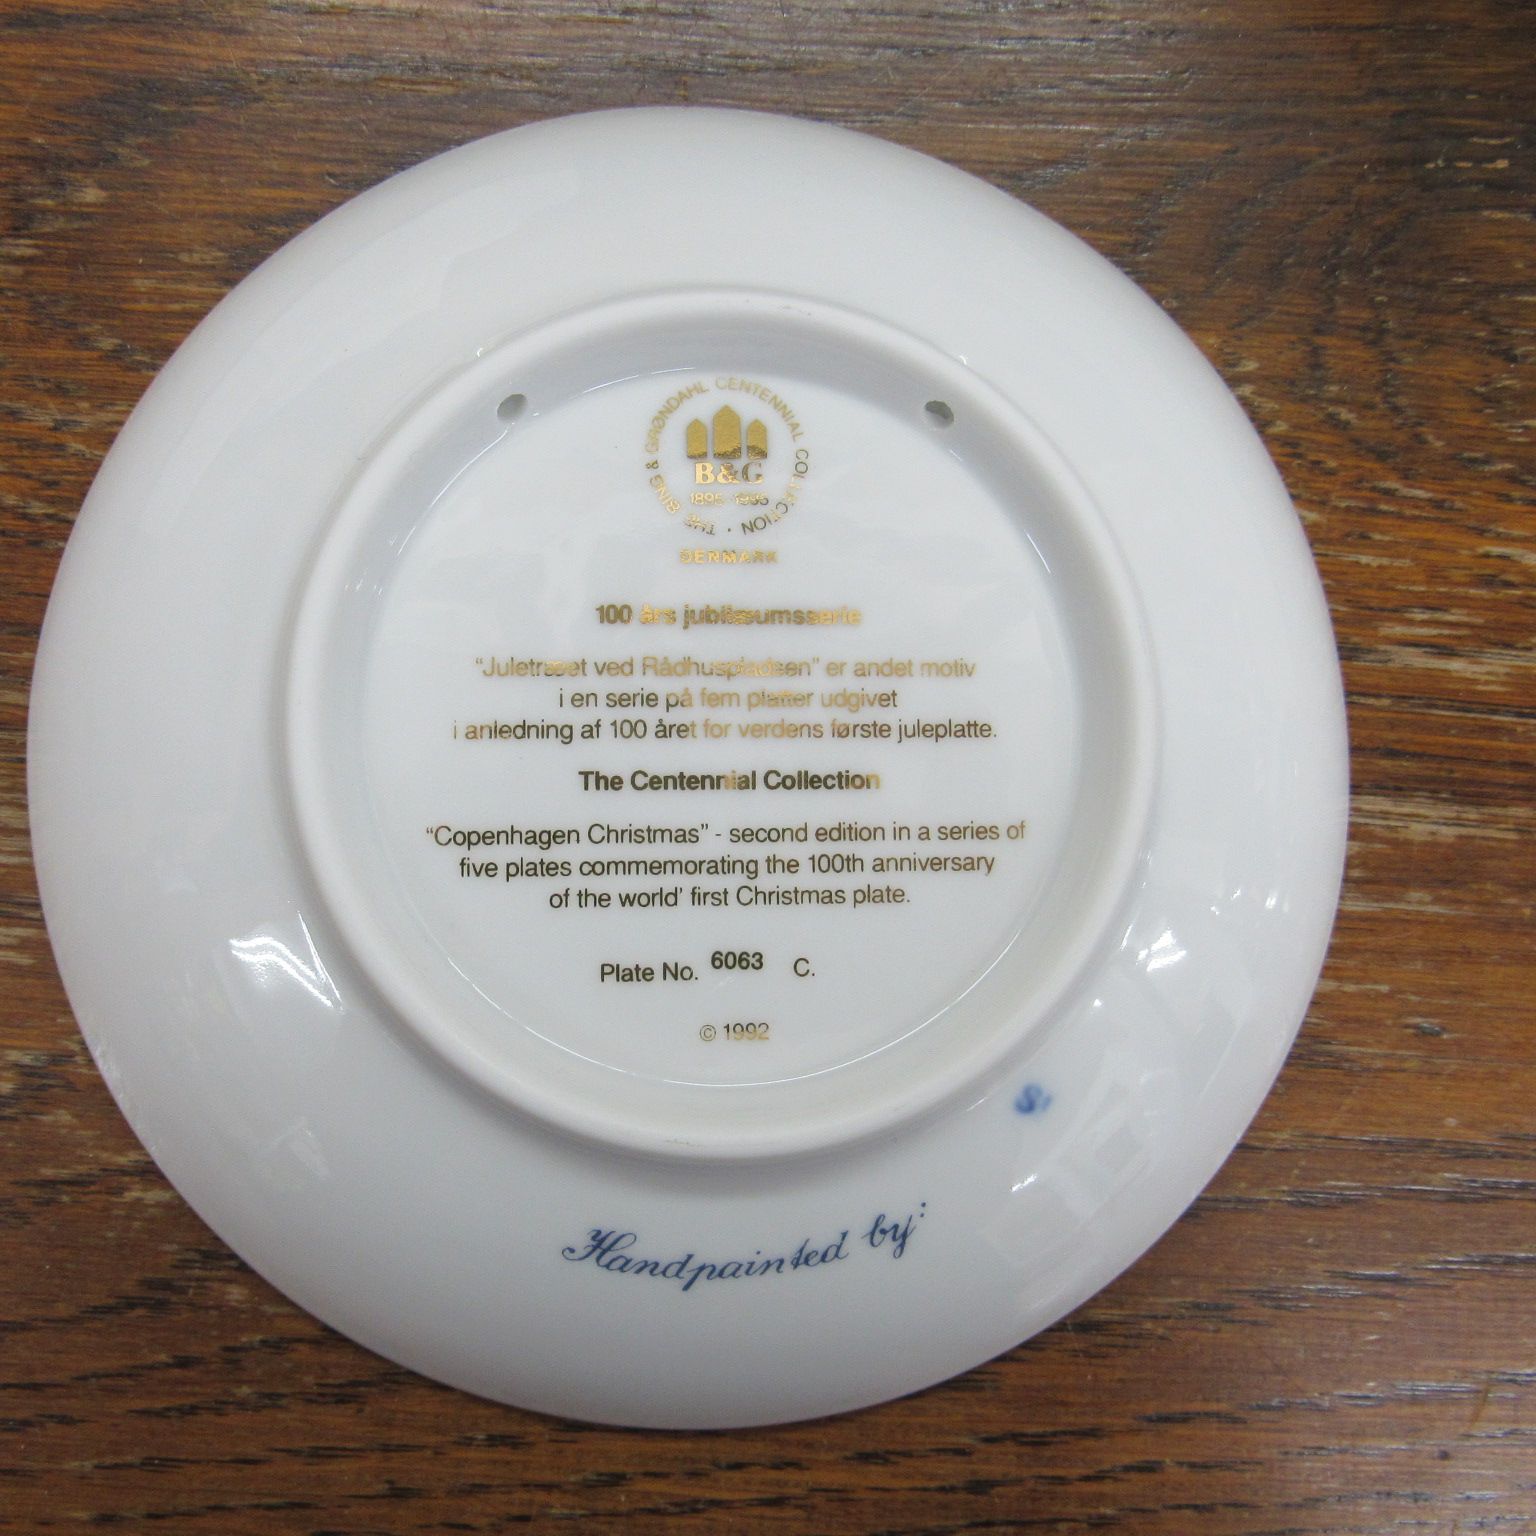 THE BING & GRØNDAHL CENTENNIAL COLLECTION ·
B&G
1895-1995
DENMARK
100 års jubilæumsserie
"Juletræet ved Rådhuspladsen" er andet motiv
i en serie på fem platter udgivet
i anledning af 100 året for verdens første juleplatte.
The Centennial Collection
"Copenhagen Christmas" - second edition in a series of
five plates commemorating the 100th anniversary
of the world' first Christmas plate.
Plate No. 6063 C.
© 1992
Handpainted by: